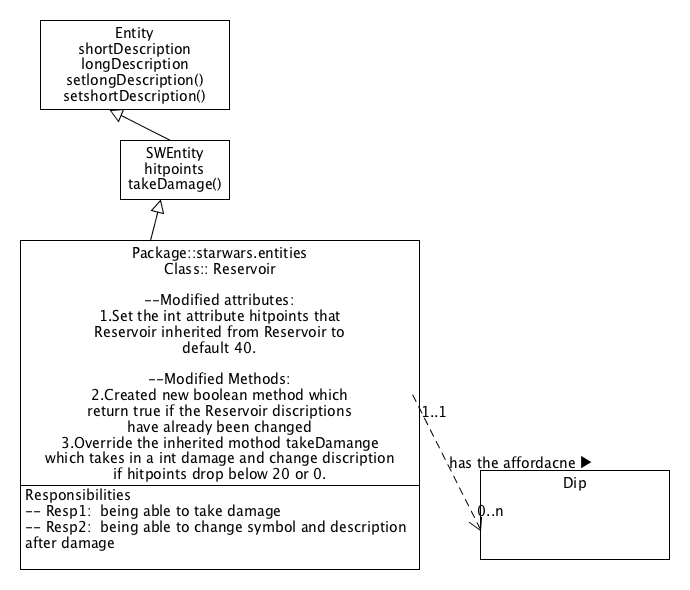 Entity
shortDescription
longDescription
setlongDescription()
setshortDescription()
SWEntity
hitpoints
takeDamage()
Package::starwars.entities
Class:: Reservoir
--Modified attributes:
1.Set the int attribute hitpoints that
Reservoir inherited from Reservoir to
default 40.
--Modified Methods:
2.Created new boolean method which
return true if the Reservoir discriptions
have already been changed
3.Override the inherited mothod takeDamange
which takes in a int damage and change discription
if hitpoints drop below 20 or 0.
Responsibilities
-- Resp1:  being able to take damage
-- Resp2:  being able to change symbol and description
after damage
1..1
has the affordacne ▶
Dip
0..n